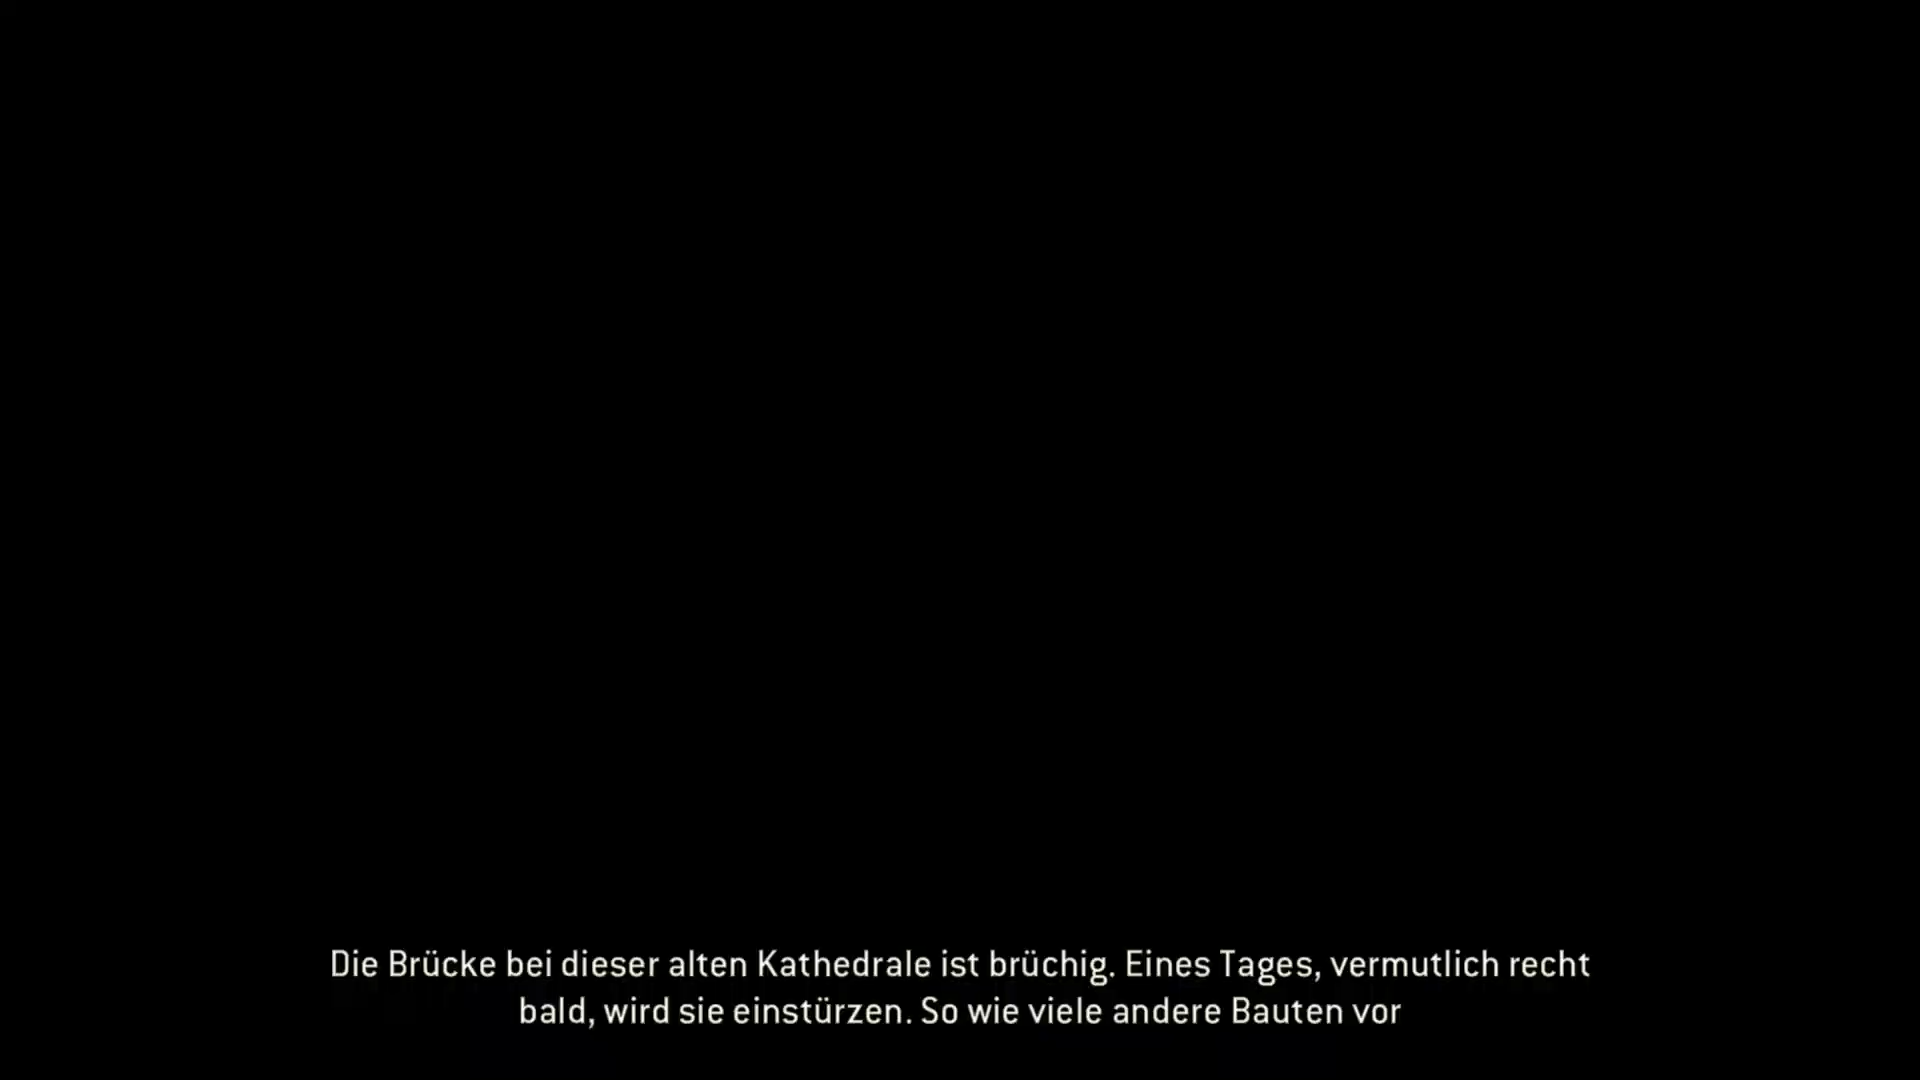 Die Brücke bei dieser alten Kathedrale ist brüchig. Eines Tages, vermutlich recht
bald, wird sie einstürzen. So wie viele andere Bauten vor